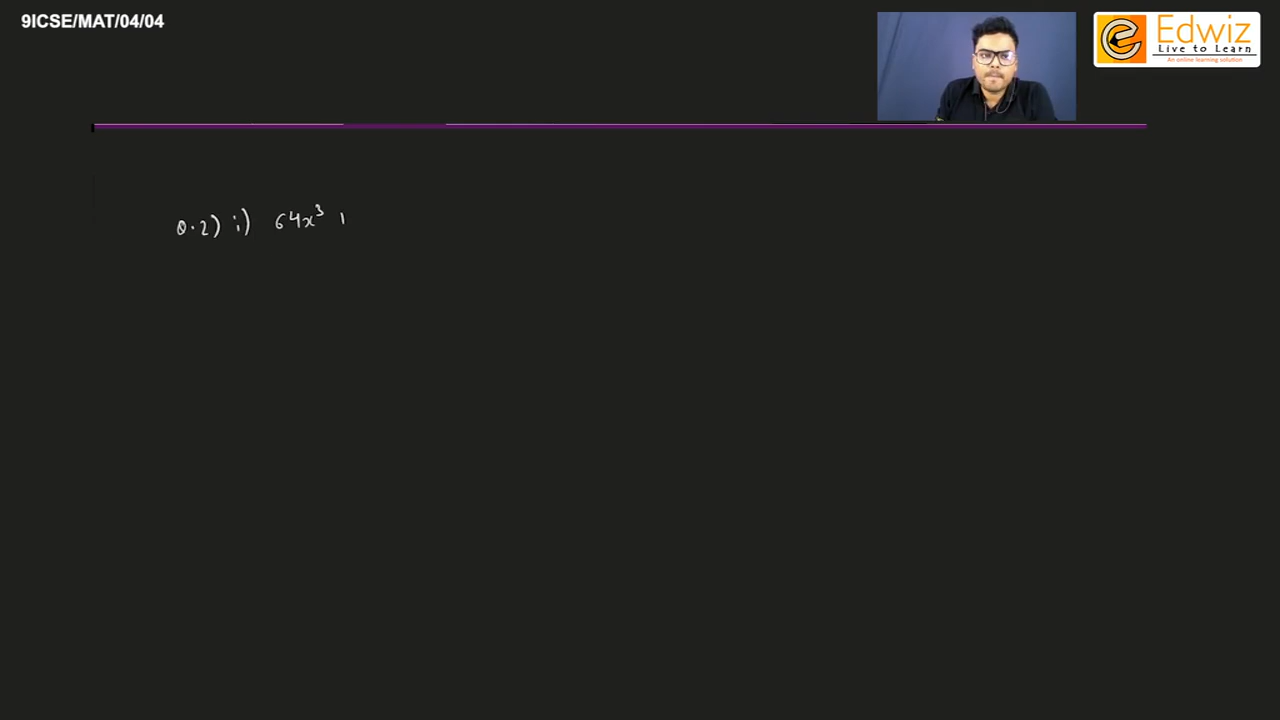 9ICSE/MAT/04/04
Edwiz
Live to Learn
An online learning solution
Q.2) i) 64x³ ı